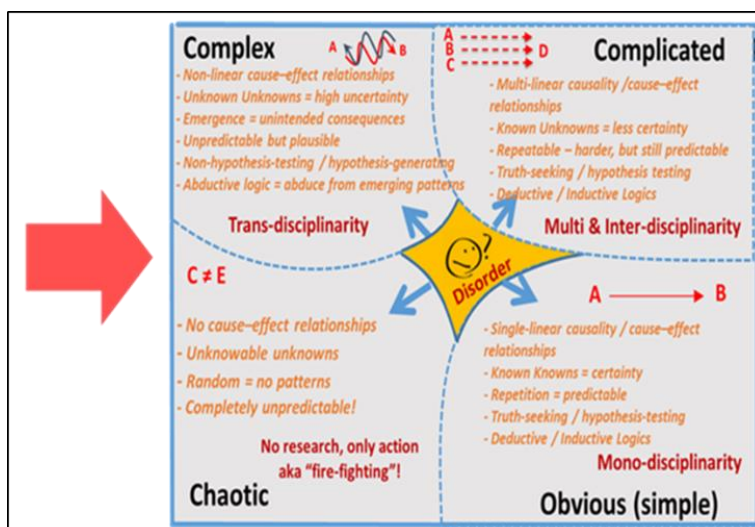 Complex
A B
- Non-linear cause–effect relationships
- Unknown Unknowns = high uncertainty
- Emergence = unintended consequences
- Unpredictable but plausible
- Non-hypothesis-testing / hypothesis-generating
- Abductive logic = abduce from emerging patterns
Trans-disciplinarity
A
B D
C
Complicated
- Multi-linear causality /cause–effect
relationships
- Known Unknowns = less certainty
- Repeatable – harder, but still predictable
- Truth-seeking / hypothesis testing
- Deductive / Inductive Logics
Multi & Inter-disciplinarity
?
Disorder
C ≠ E
- No cause–effect relationships
- Unknowable unknowns
- Random = no patterns
- Completely unpredictable!
No research, only action
aka “fire-fighting”!
Chaotic
A B
- Single-linear causality / cause–effect
relationships
- Known Knowns = certainty
- Repetition = predictable
- Truth-seeking / hypothesis-testing
- Deductive / Inductive Logics
Mono-disciplinarity
Obvious (simple)